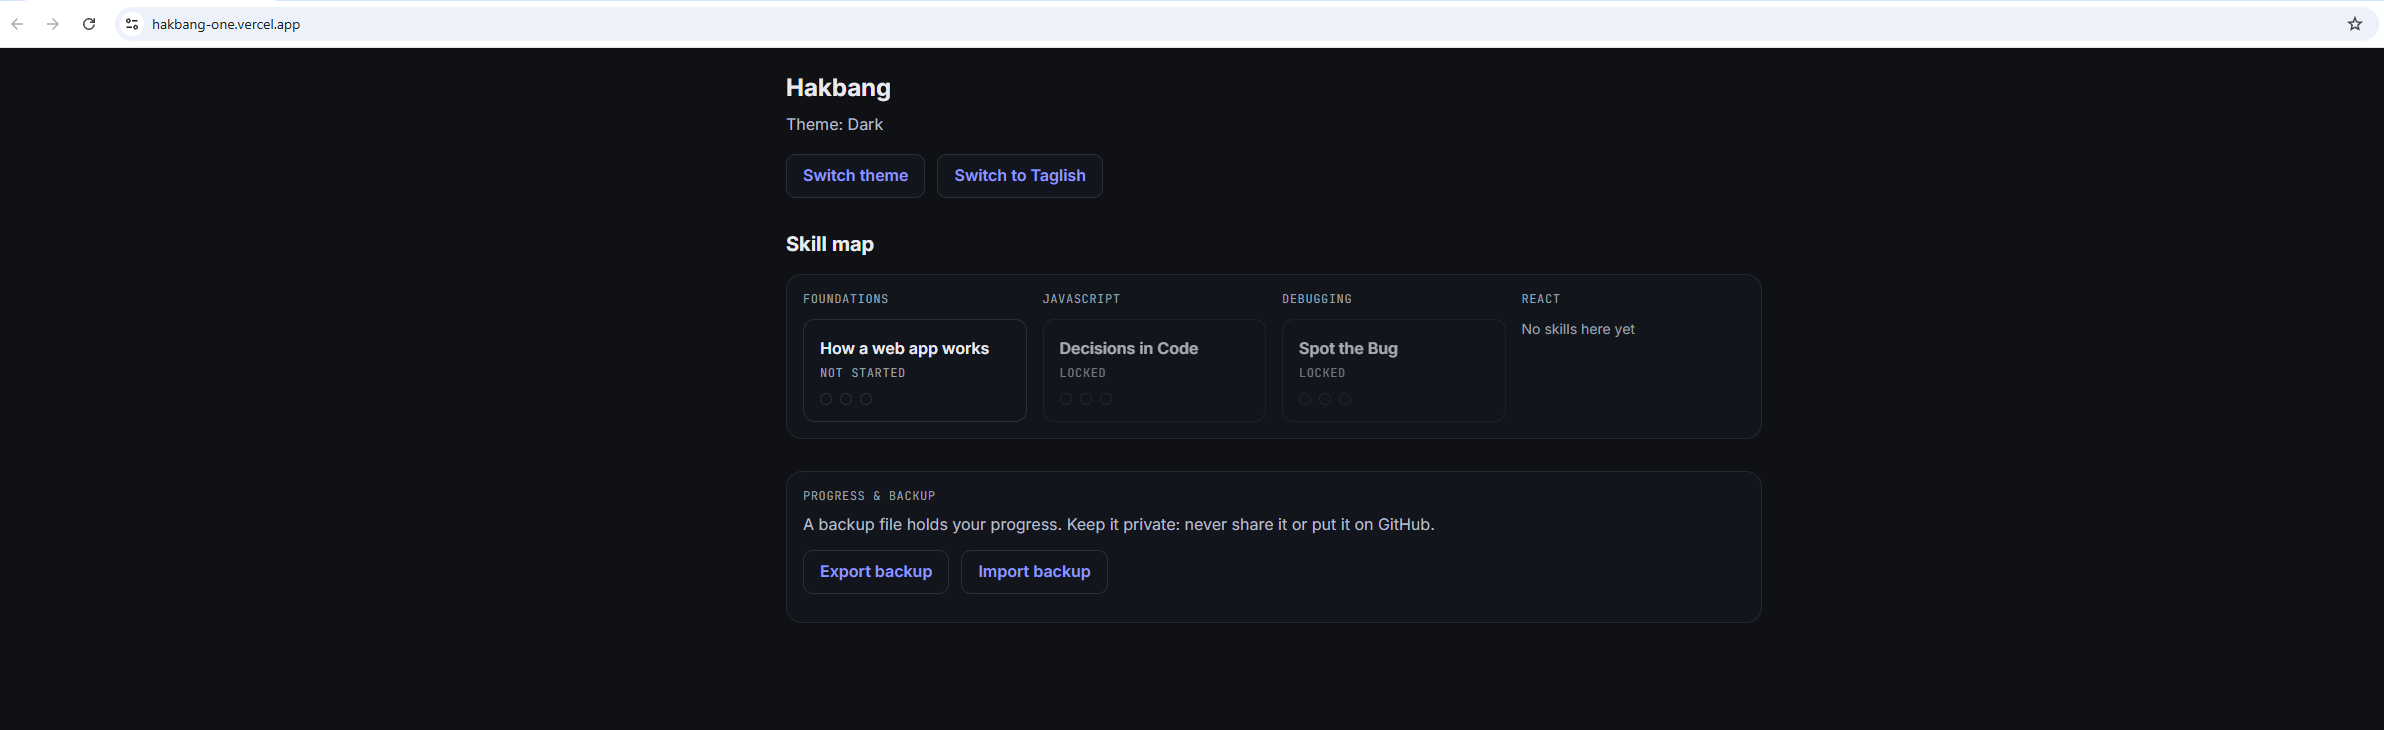 hakbang-one.vercel.app
Hakbang
Theme: Dark
Switch theme
Switch to Taglish
Skill map
FOUNDATIONS
How a web app works
NOT STARTED
JAVASCRIPT
Decisions in Code
LOCKED
DEBUGGING
Spot the Bug
LOCKED
REACT
No skills here yet
PROGRESS & BACKUP
A backup file holds your progress. Keep it private: never share it or put it on GitHub.
Export backup
Import backup